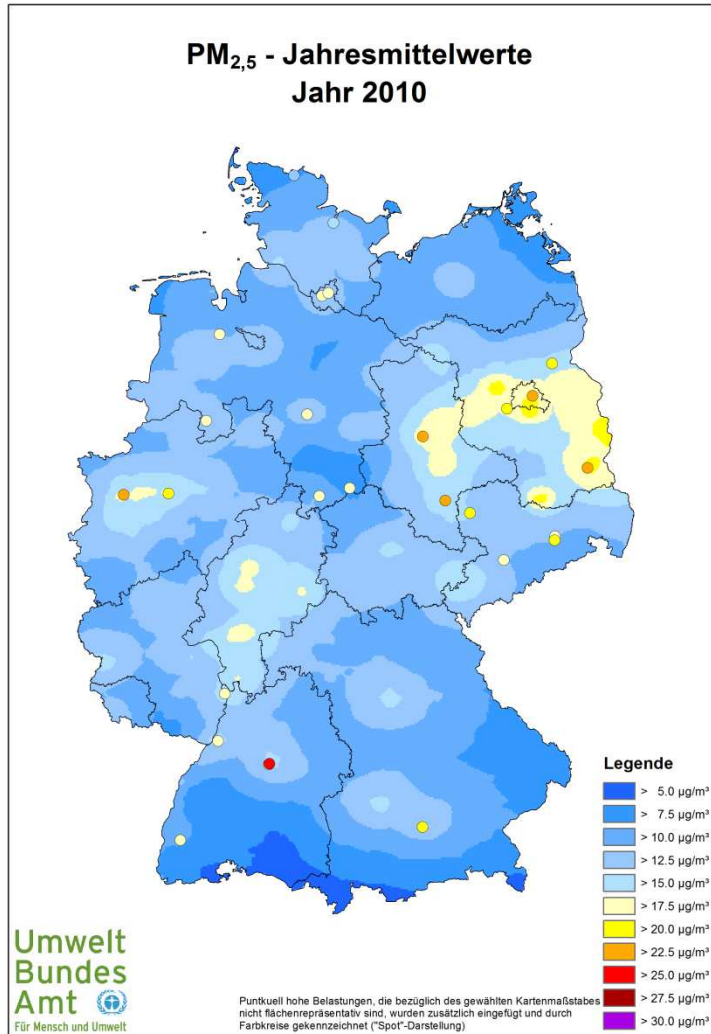 PM2,5 - Jahresmittelwerte
Jahr 2010
Legende
> 5.0 µg/m³
> 7.5 µg/m³
> 10.0 µg/m³
> 12.5 µg/m³
> 15.0 µg/m³
> 17.5 µg/m³
> 20.0 µg/m³
> 22.5 µg/m³
> 25.0 µg/m³
> 27.5 µg/m³
> 30.0 µg/m³
Umwelt
Bundes
Amt
Für Mensch und Umwelt
Punktuell hohe Belastungen, die bezüglich des gewählten Kartenmaßstabes
nicht flächenrepräsentativ sind, wurden zusätzlich eingefügt und durch
Farbkreise gekennzeichnet ("Spot"-Darstellung)